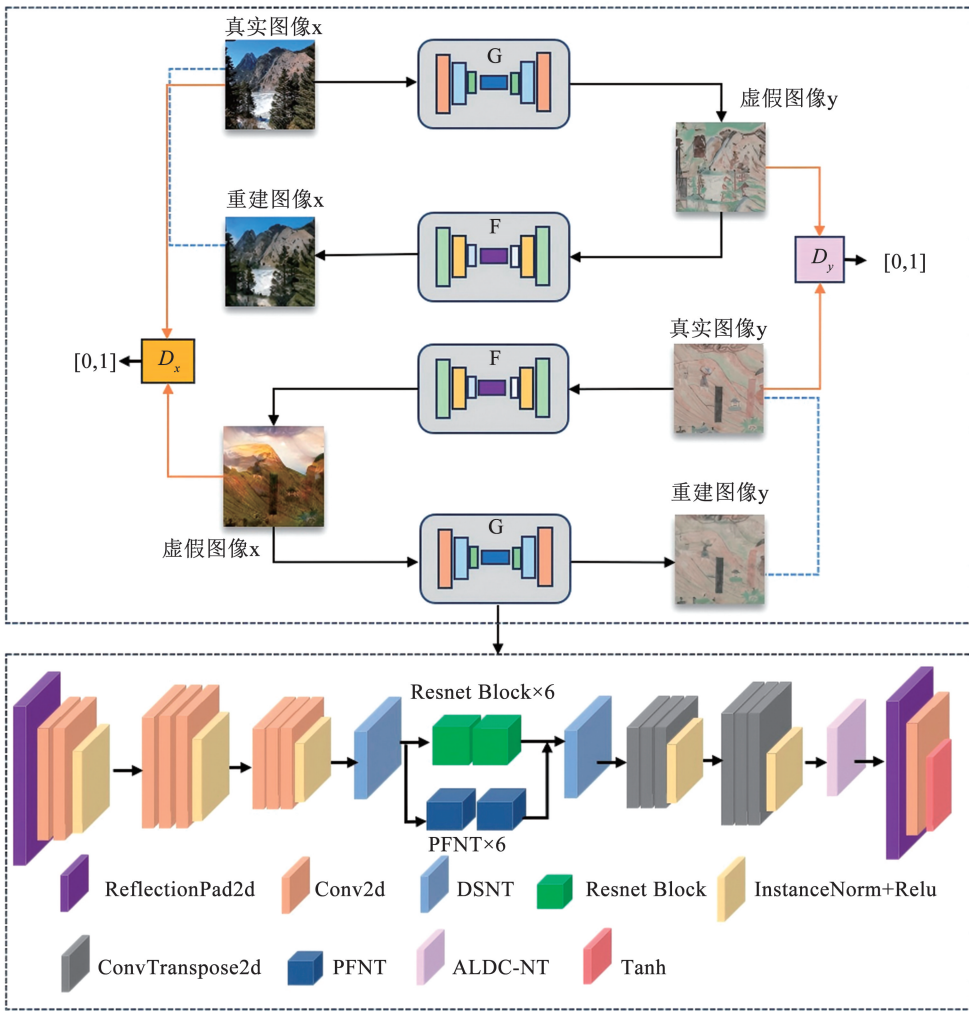 真实图像x
G
虚假图像y
重建图像x
F
D_y
[0,1]
真实图像y
[0,1]
D_x
F
重建图像y
虚假图像x
G
Resnet Block×6
PFNT×6
ReflectionPad2d
Conv2d
DSNT
Resnet Block
InstanceNorm+Relu
ConvTranspose2d
PFNT
ALDC-NT
Tanh